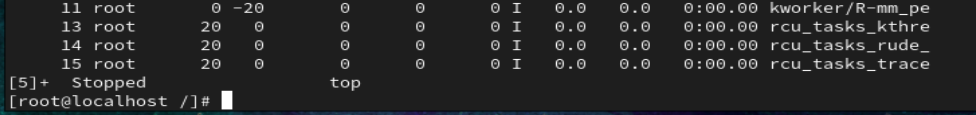 11 root 0 -20 0 0 0 I 0.0 0.0 0:00.00 kworker/R-mm_pe
13 root 20 0 0 0 0 I 0.0 0.0 0:00.00 rcu_tasks_kthre
14 root 20 0 0 0 0 I 0.0 0.0 0:00.00 rcu_tasks_rude_
15 root 20 0 0 0 0 I 0.0 0.0 0:00.00 rcu_tasks_trace
[5]+ Stopped top
[root@localhost /]#